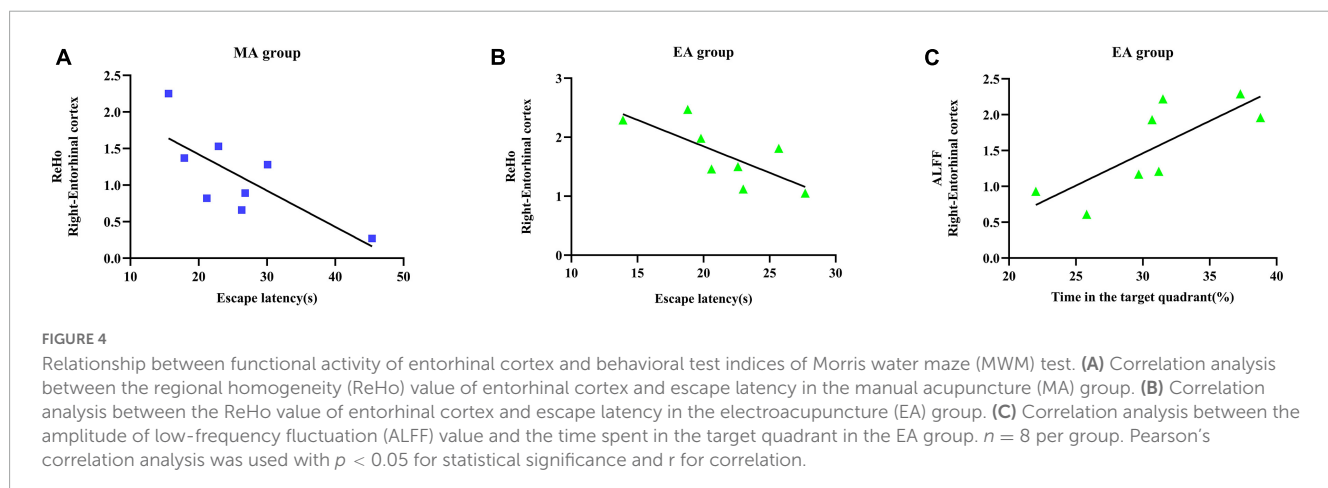 A
MA group
2.5
2.0
1.5
1.0
0.5
0.0
10
20
30
40
50
Escape latency(s)
ReHo
Right-Entorhinal cortex
B
EA group
3
2
1
0
10
15
20
25
30
Escape latency(s)
ReHo
Right-Entorhinal cortex
C
EA group
2.5
2.0
1.5
1.0
0.5
0.0
20
25
30
35
40
Time in the target quadrant(%)
ALFF
Right-Entorhinal cortex
FIGURE 4
Relationship between functional activity of entorhinal cortex and behavioral test indices of Morris water maze (MWM) test. (A) Correlation analysis
between the regional homogeneity (ReHo) value of entorhinal cortex and escape latency in the manual acupuncture (MA) group. (B) Correlation
analysis between the ReHo value of entorhinal cortex and escape latency in the electroacupuncture (EA) group. (C) Correlation analysis between the
amplitude of low-frequency fluctuation (ALFF) value and the time spent in the target quadrant in the EA group. n = 8 per group. Pearson's
correlation analysis was used with p < 0.05 for statistical significance and r for correlation.